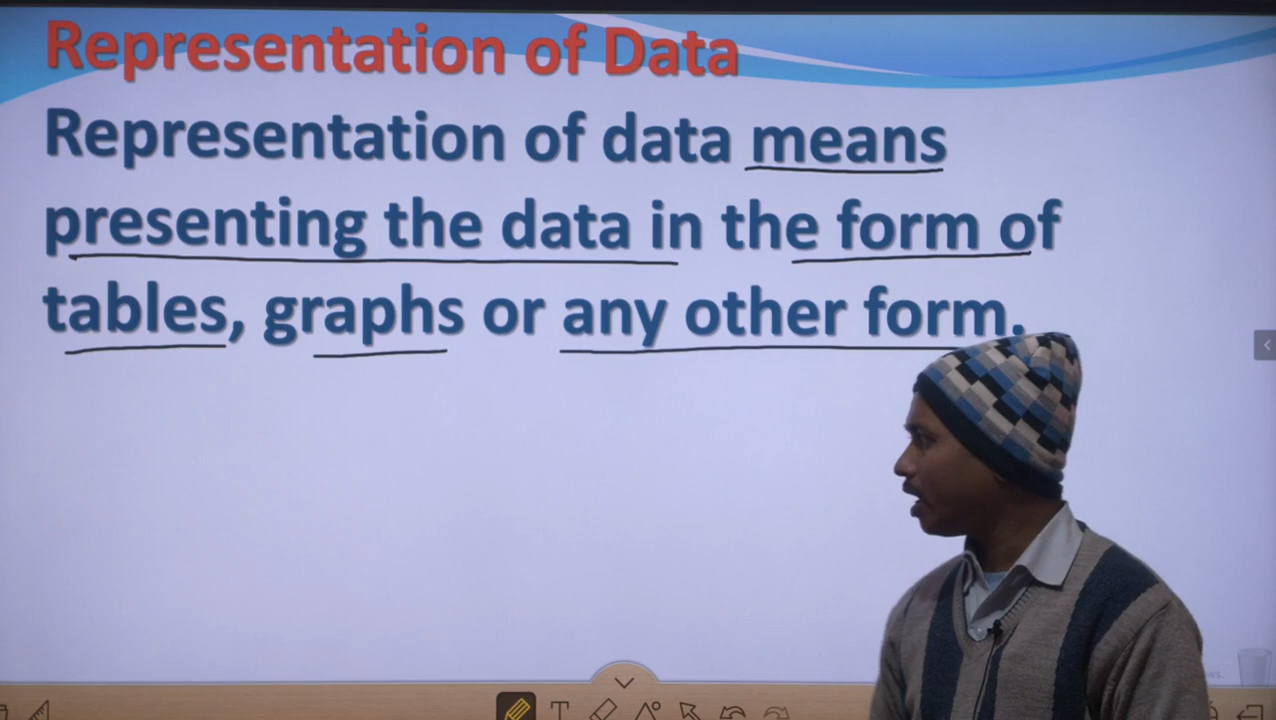 Representation of Data
Representation of data means
presenting the data in the form of
tables, graphs or any other form.